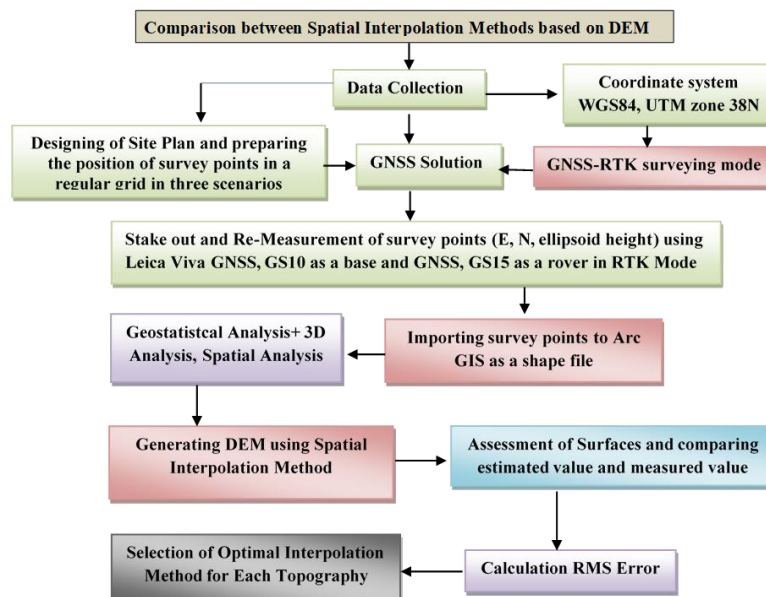 Comparison between Spatial Interpolation Methods based on DEM
Data Collection
Coordinate system
WGS84, UTM zone 38N
Designing of Site Plan and preparing
the position of survey points in a
regular grid in three scenarios
GNSS Solution
GNSS-RTK surveying mode
Stake out and Re-Measurement of survey points (E, N, ellipsoid height) using
Leica Viva GNSS, GS10 as a base and GNSS, GS15 as a rover in RTK Mode
Geostatistcal Analysis+ 3D
Analysis, Spatial Analysis
Importing survey points to Arc
GIS as a shape file
Generating DEM using Spatial
Interpolation Method
Assessment of Surfaces and comparing
estimated value and measured value
Selection of Optimal Interpolation
Method for Each Topography
Calculation RMS Error